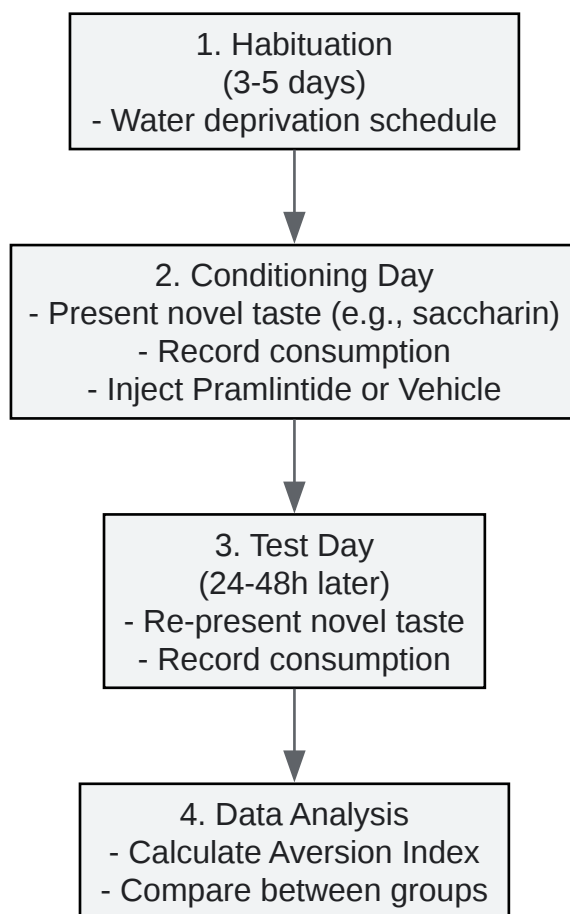 1. Habituation
(3-5 days)
- Water deprivation schedule
2. Conditioning Day
- Present novel taste (e.g., saccharin)
- Record consumption
- Inject Pramlintide or Vehicle
3. Test Day
(24-48h later)
- Re-present novel taste
- Record consumption
4. Data Analysis
- Calculate Aversion Index
- Compare between groups